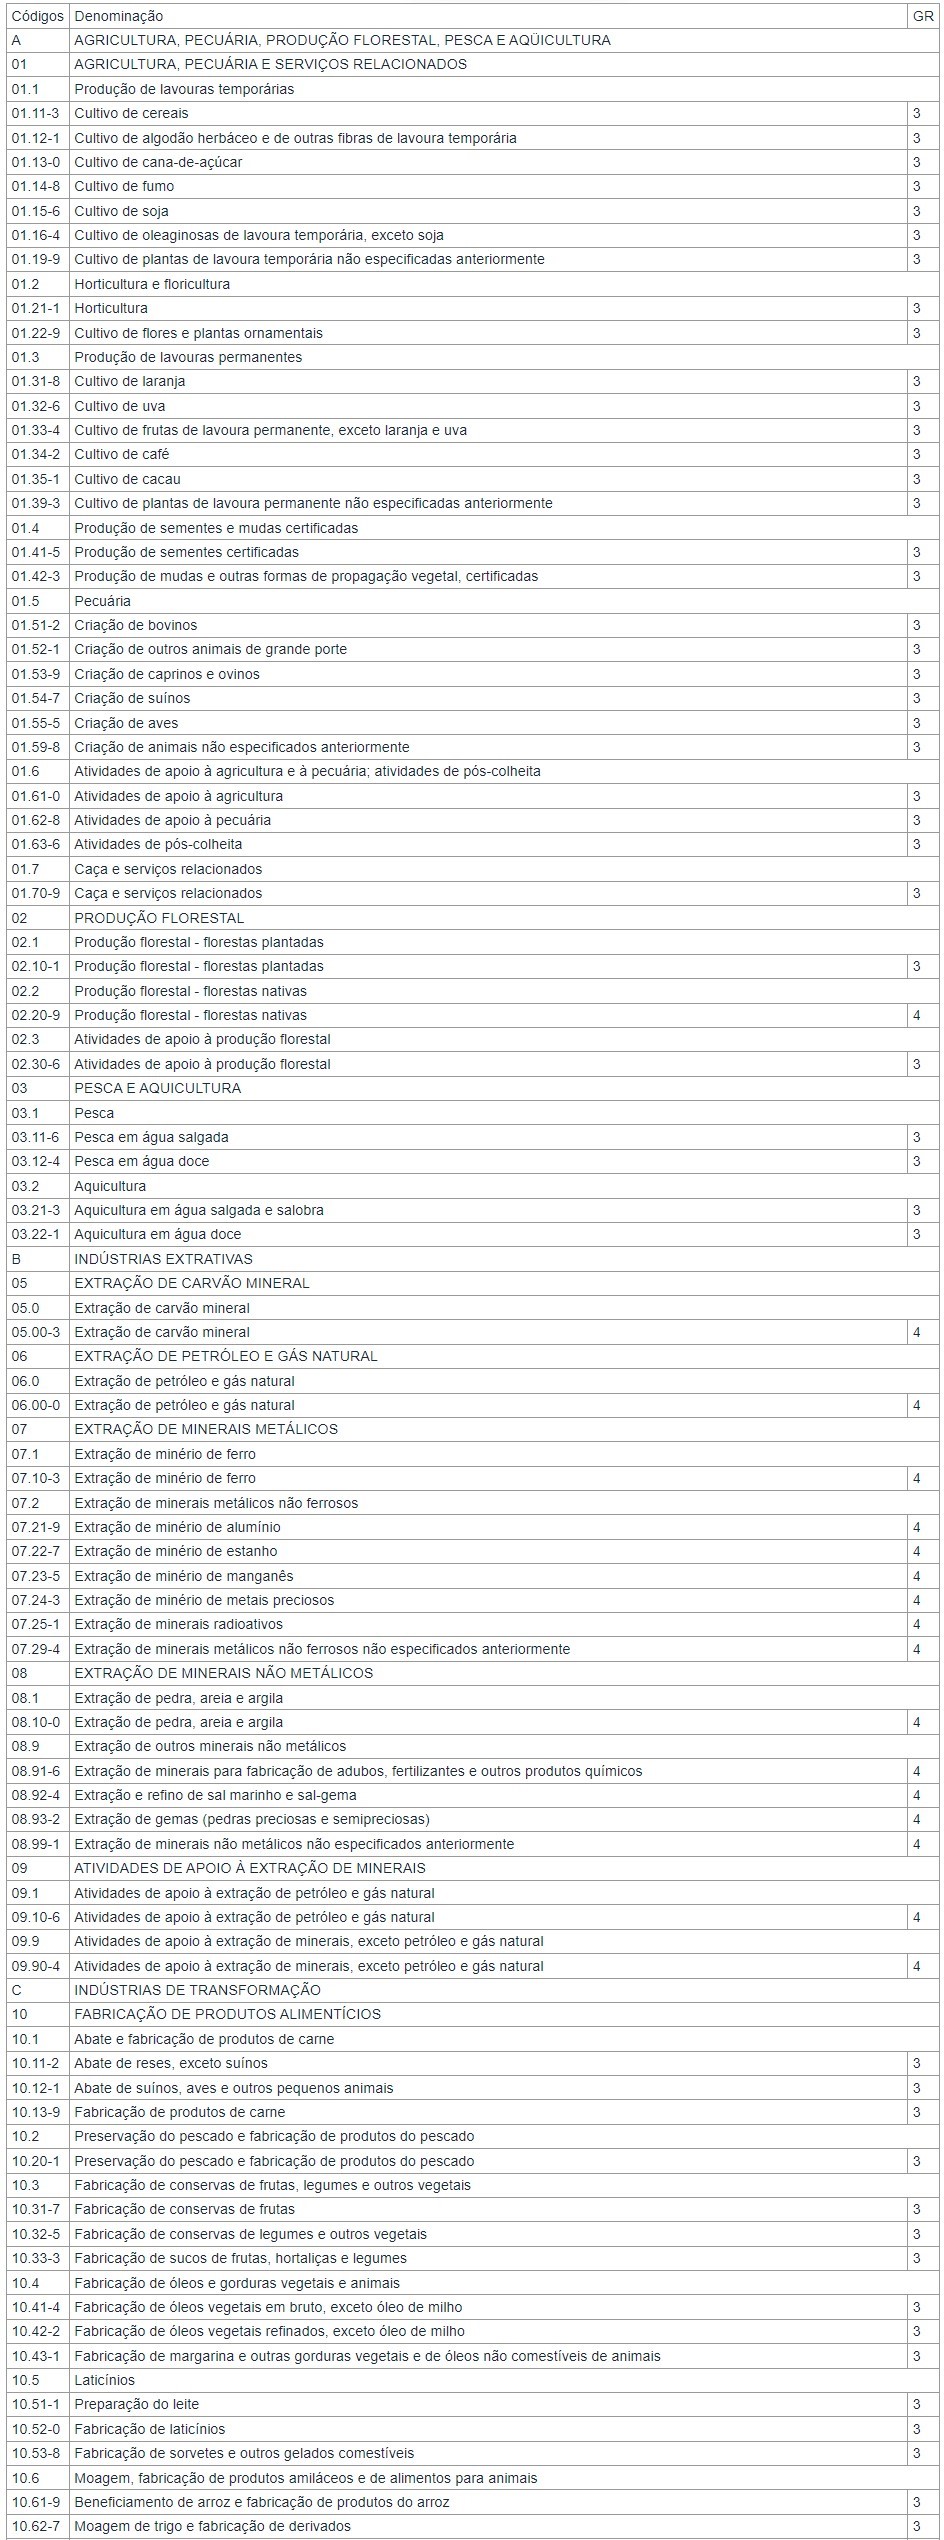 Códigos Denominação GR
A AGRICULTURA, PECUÁRIA, PRODUÇÃO FLORESTAL, PESCA E AQÜICULTURA
01 AGRICULTURA, PECUÁRIA E SERVIÇOS RELACIONADOS
01.1 Produção de lavouras temporárias
01.11-3 Cultivo de cereais 3
01.12-1 Cultivo de algodão herbáceo e de outras fibras de lavoura temporária 3
01.13-0 Cultivo de cana-de-açúcar 3
01.14-8 Cultivo de fumo 3
01.15-6 Cultivo de soja 3
01.16-4 Cultivo de oleaginosas de lavoura temporária, exceto soja 3
01.19-9 Cultivo de plantas de lavoura temporária não especificadas anteriormente 3
01.2 Horticultura e floricultura
01.21-1 Horticultura 3
01.22-9 Cultivo de flores e plantas ornamentais 3
01.3 Produção de lavouras permanentes
01.31-8 Cultivo de laranja 3
01.32-6 Cultivo de uva 3
01.33-4 Cultivo de frutas de lavoura permanente, exceto laranja e uva 3
01.34-2 Cultivo de café 3
01.35-1 Cultivo de cacau 3
01.39-3 Cultivo de plantas de lavoura permanente não especificadas anteriormente 3
01.4 Produção de sementes e mudas certificadas
01.41-5 Produção de sementes certificadas 3
01.42-3 Produção de mudas e outras formas de propagação vegetal, certificadas 3
01.5 Pecuária
01.51-2 Criação de bovinos 3
01.52-1 Criação de outros animais de grande porte 3
01.53-9 Criação de caprinos e ovinos 3
01.54-7 Criação de suínos 3
01.55-5 Criação de aves 3
01.59-8 Criação de animais não especificados anteriormente 3
01.6 Atividades de apoio à agricultura e à pecuária; atividades de pós-colheita
01.61-0 Atividades de apoio à agricultura 3
01.62-8 Atividades de apoio à pecuária 3
01.63-6 Atividades de pós-colheita 3
01.7 Caça e serviços relacionados
01.70-9 Caça e serviços relacionados 3
02 PRODUÇÃO FLORESTAL
02.1 Produção florestal - florestas plantadas
02.10-1 Produção florestal - florestas plantadas 3
02.2 Produção florestal - florestas nativas
02.20-9 Produção florestal - florestas nativas 4
02.3 Atividades de apoio à produção florestal
02.30-6 Atividades de apoio à produção florestal 3
03 PESCA E AQUICULTURA
03.1 Pesca
03.11-6 Pesca em água salgada 3
03.12-4 Pesca em água doce 3
03.2 Aquicultura
03.21-3 Aquicultura em água salgada e salobra 3
03.22-1 Aquicultura em água doce 3
B INDÚSTRIAS EXTRATIVAS
05 EXTRAÇÃO DE CARVÃO MINERAL
05.0 Extração de carvão mineral
05.00-3 Extração de carvão mineral 4
06 EXTRAÇÃO DE PETRÓLEO E GÁS NATURAL
06.0 Extração de petróleo e gás natural
06.00-0 Extração de petróleo e gás natural 4
07 EXTRAÇÃO DE MINERAIS METÁLICOS
07.1 Extração de minério de ferro
07.10-3 Extração de minério de ferro 4
07.2 Extração de minerais metálicos não ferrosos
07.21-9 Extração de minério de alumínio 4
07.22-7 Extração de minério de estanho 4
07.23-5 Extração de minério de manganês 4
07.24-3 Extração de minério de metais preciosos 4
07.25-1 Extração de minerais radioativos 4
07.29-4 Extração de minerais metálicos não ferrosos não especificados anteriormente 4
08 EXTRAÇÃO DE MINERAIS NÃO METÁLICOS
08.1 Extração de pedra, areia e argila
08.10-0 Extração de pedra, areia e argila 4
08.9 Extração de outros minerais não metálicos
08.91-6 Extração de minerais para fabricação de adubos, fertilizantes e outros produtos químicos 4
08.92-4 Extração e refino de sal marinho e sal-gema 4
08.93-2 Extração de gemas (pedras preciosas e semipreciosas) 4
08.99-1 Extração de minerais não metálicos não especificados anteriormente 4
09 ATIVIDADES DE APOIO À EXTRAÇÃO DE MINERAIS
09.1 Atividades de apoio à extração de petróleo e gás natural
09.10-6 Atividades de apoio à extração de petróleo e gás natural 4
09.9 Atividades de apoio à extração de minerais, exceto petróleo e gás natural
09.90-4 Atividades de apoio à extração de minerais, exceto petróleo e gás natural 4
C INDÚSTRIAS DE TRANSFORMAÇÃO
10 FABRICAÇÃO DE PRODUTOS ALIMENTÍCIOS
10.1 Abate e fabricação de produtos de carne
10.11-2 Abate de reses, exceto suínos 3
10.12-1 Abate de suínos, aves e outros pequenos animais 3
10.13-9 Fabricação de produtos de carne 3
10.2 Preservação do pescado e fabricação de produtos do pescado
10.20-1 Preservação do pescado e fabricação de produtos do pescado 3
10.3 Fabricação de conservas de frutas, legumes e outros vegetais
10.31-7 Fabricação de conservas de frutas 3
10.32-5 Fabricação de conservas de legumes e outros vegetais 3
10.33-3 Fabricação de sucos de frutas, hortaliças e legumes 3
10.4 Fabricação de óleos e gorduras vegetais e animais
10.41-4 Fabricação de óleos vegetais em bruto, exceto óleo de milho 3
10.42-2 Fabricação de óleos vegetais refinados, exceto óleo de milho 3
10.43-1 Fabricação de margarina e outras gorduras vegetais e de óleos não comestíveis de animais 3
10.5 Laticínios
10.51-1 Preparação do leite 3
10.52-0 Fabricação de laticínios 3
10.53-8 Fabricação de sorvetes e outros gelados comestíveis 3
10.6 Moagem, fabricação de produtos amiláceos e de alimentos para animais
10.61-9 Beneficiamento de arroz e fabricação de produtos do arroz 3
10.62-7 Moagem de trigo e fabricação de derivados 3